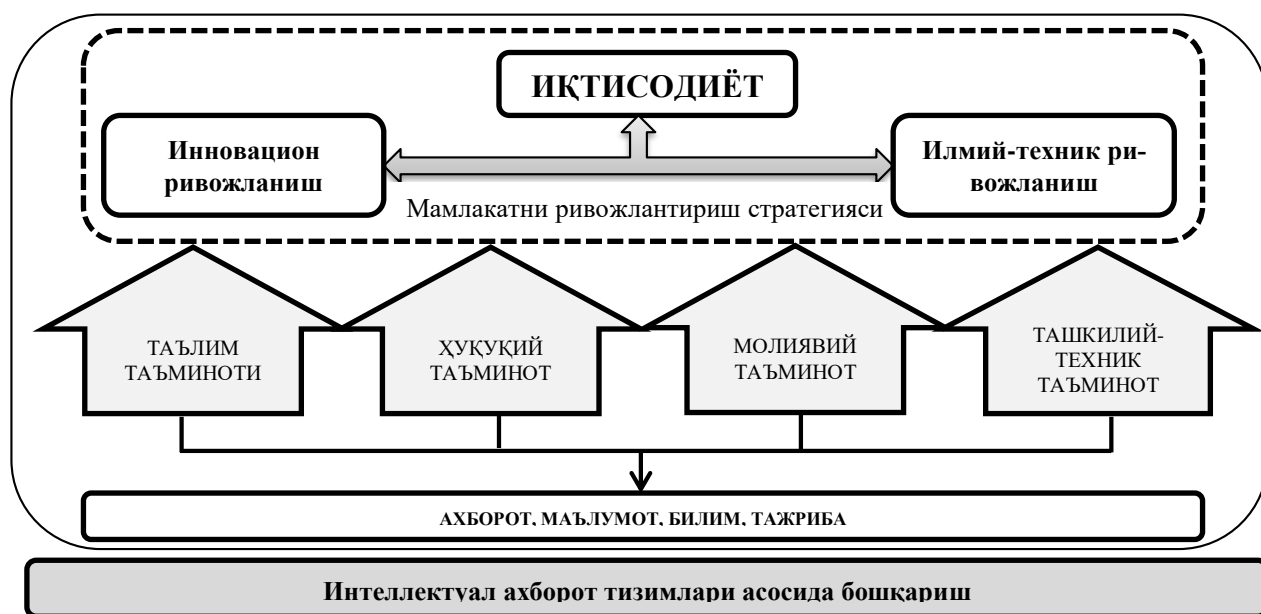 ИҚТИСОДИЁТ
Инновацион
ривожланиш
Илмий-техник ри-
вожланиш
Мамлакатни ривожлантириш стратегияси
ТАЪЛИМ
ТАЪМИНОТИ
ҲУҚУҚИЙ
ТАЪМИНОТ
МОЛИЯВИЙ
ТАЪМИНОТ
ТАШКИЛИЙ-
ТЕХНИК
ТАЪМИНОТ
АХБОРОТ, МАЪЛУМОТ, БИЛИМ, ТАЖРИБА
Интеллектуал ахборот тизимлари асосида бошқариш